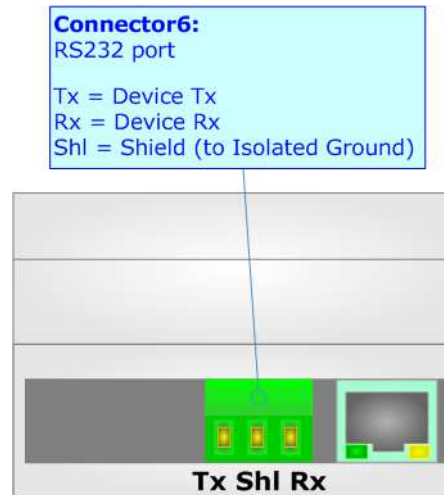 Connector6:
RS232 port
Tx = Device Tx
Rx = Device Rx
Shl = Shield (to Isolated Ground)
Tx Shl Rx